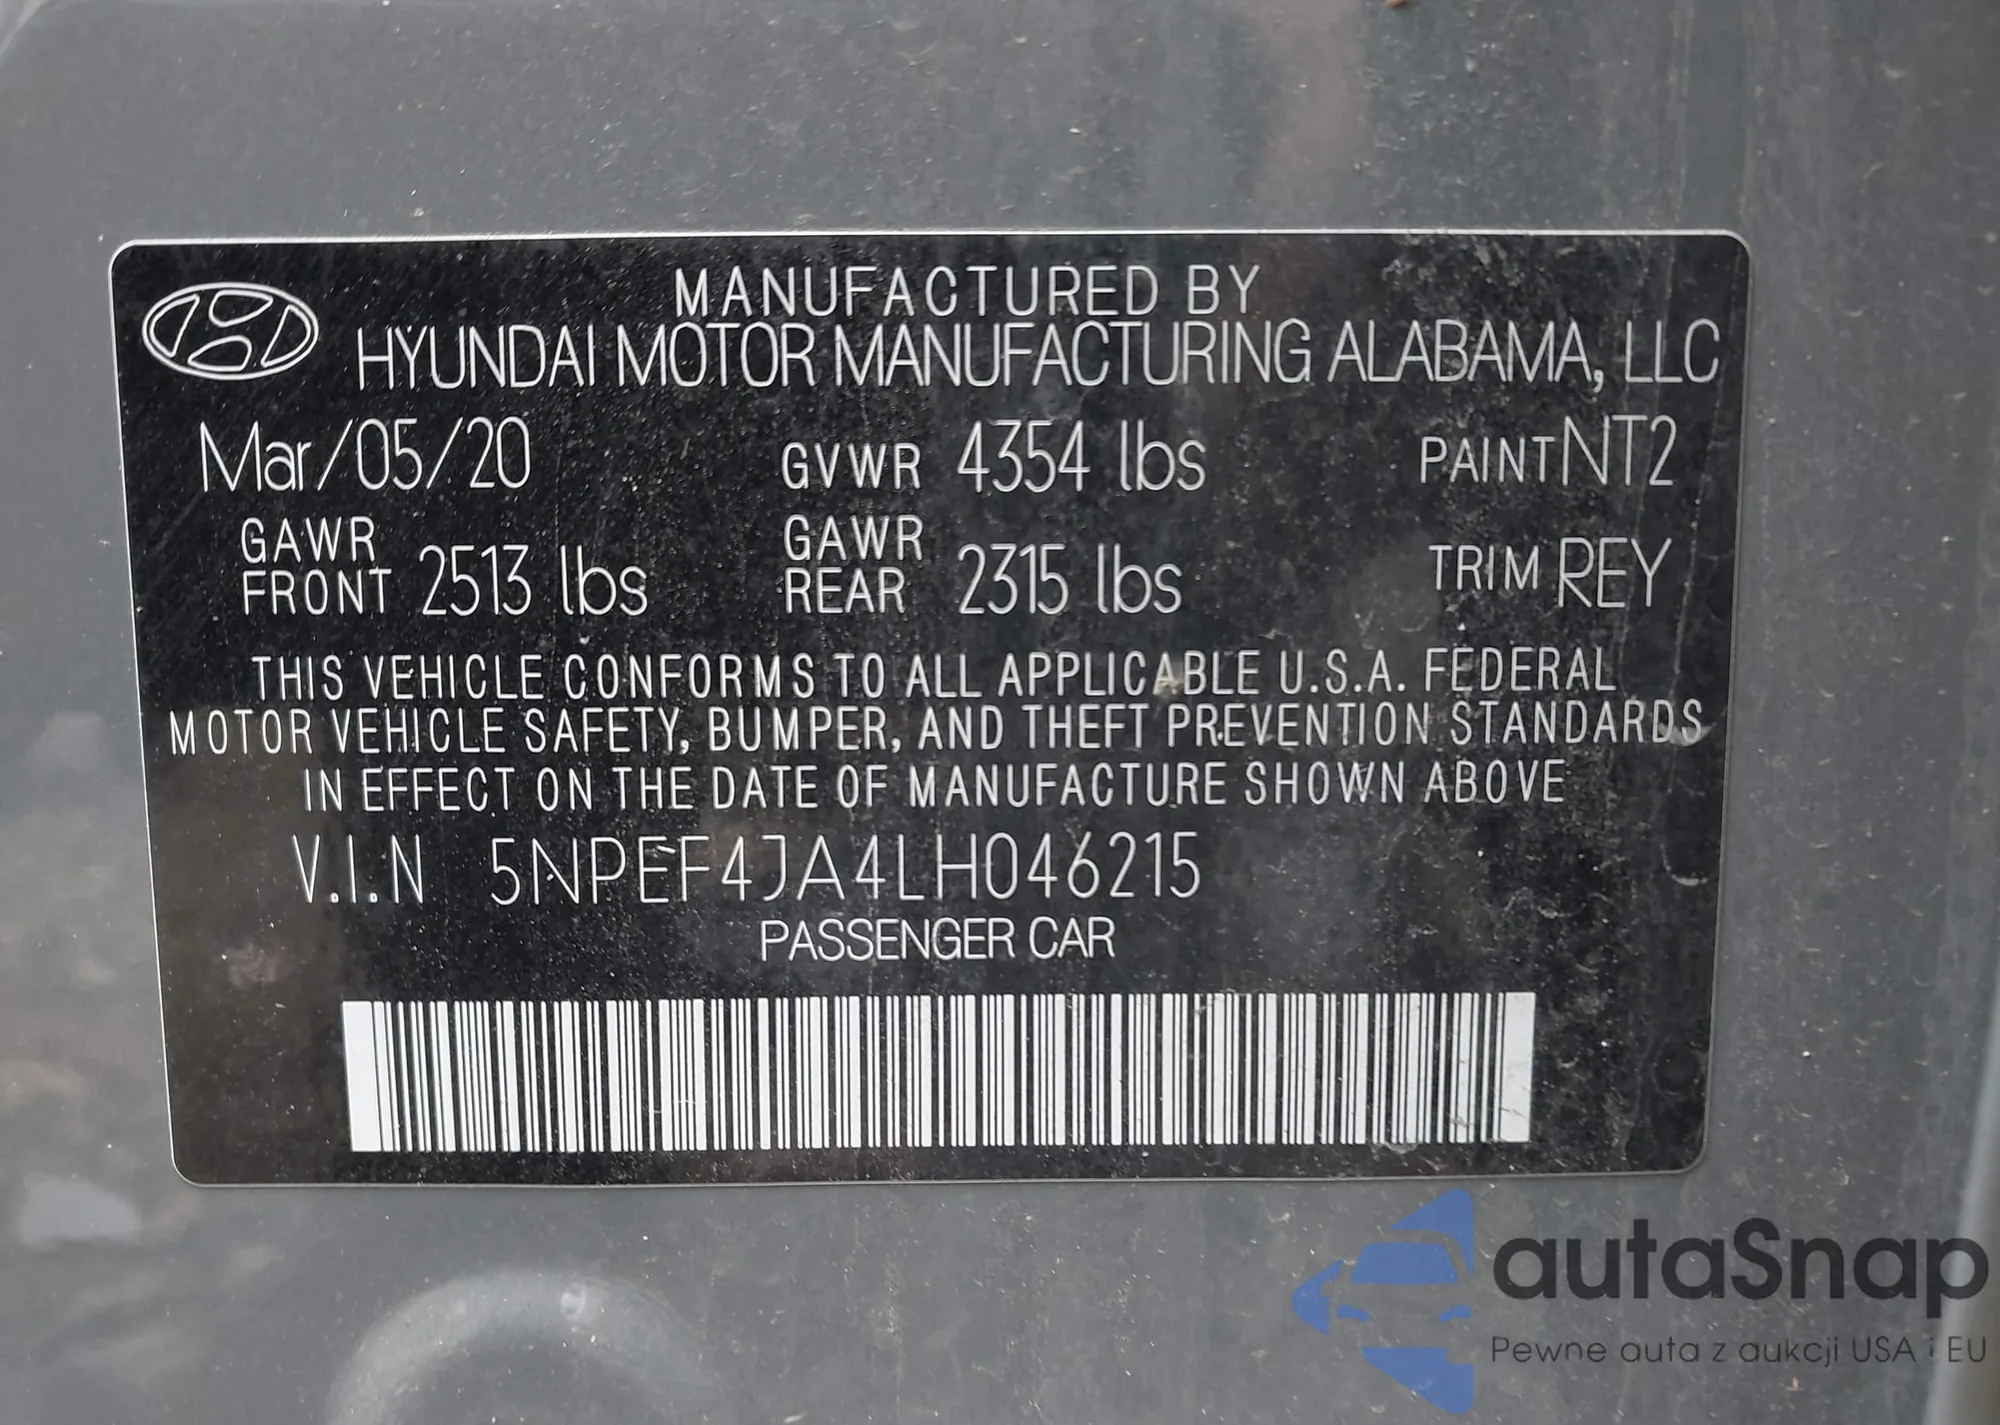 MANUFACTURED BY
HYUNDAI MOTOR MANUFACTURING ALABAMA, LLC
Mar/05/20 GVWR 4354 lbs PAINT NT2
GAWR FRONT 2513 lbs GAWR REAR 2315 lbs TRIM REY
THIS VEHICLE CONFORMS TO ALL APPLICABLE U.S.A. FEDERAL
MOTOR VEHICLE SAFETY, BUMPER, AND THEFT PREVENTION STANDARDS
IN EFFECT ON THE DATE OF MANUFACTURE SHOWN ABOVE
V.I.N 5NPEF4JA4LH046215
PASSENGER CAR
autaSnap
Pewne auta z aukcji USA i EU